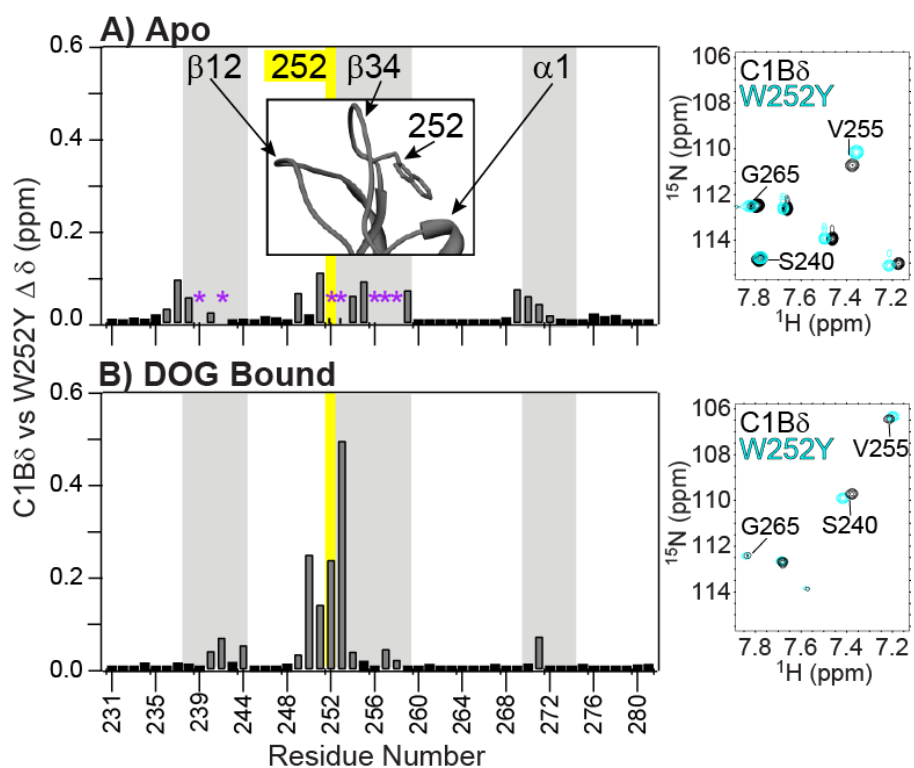 A) Apo
0.6
0.4
0.2
0.0
β12
252
β34
α1
252
* * * * * * *
C1Bδ vs W252Y Δ δ (ppm)
106
108
110
112
114
C1Bδ
W252Y
V255
G265
S240
7.8 7.6 7.4 7.2
¹H (ppm)
¹⁵N (ppm)
B) DOG Bound
0.6
0.4
0.2
0.0
231 235 239 244 248 252 256 260 264 268 272 276 280
Residue Number
106
108
110
112
114
C1Bδ
W252Y
V255
G265
S240
7.8 7.6 7.4 7.2
¹H (ppm)
¹⁵N (ppm)